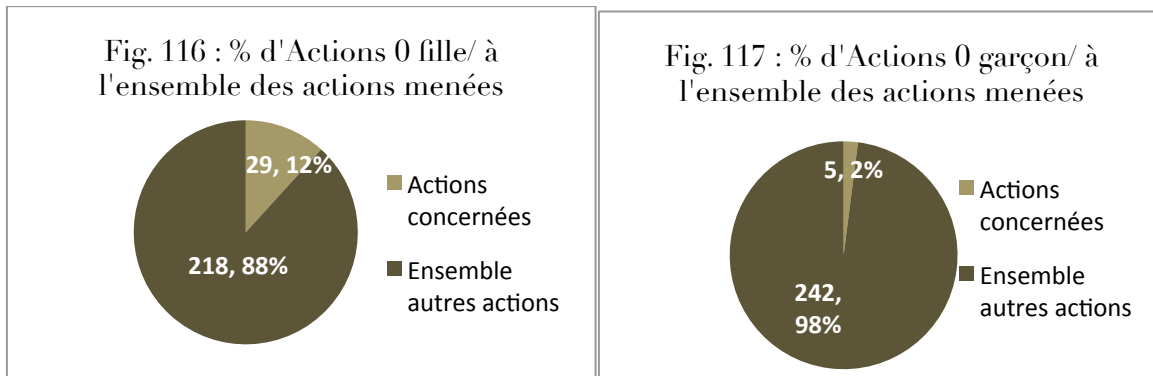 Fig. 116 : % d'Actions 0 fille/ à
l'ensemble des actions menées
29, 12%
218, 88%
Actions
concernées
Ensemble
autres actions
Fig. 117 : % d'Actions 0 garçon/ à
l'ensemble des actions menées
5, 2%
242,
98%
Actions
concernées
Ensemble
autres actions